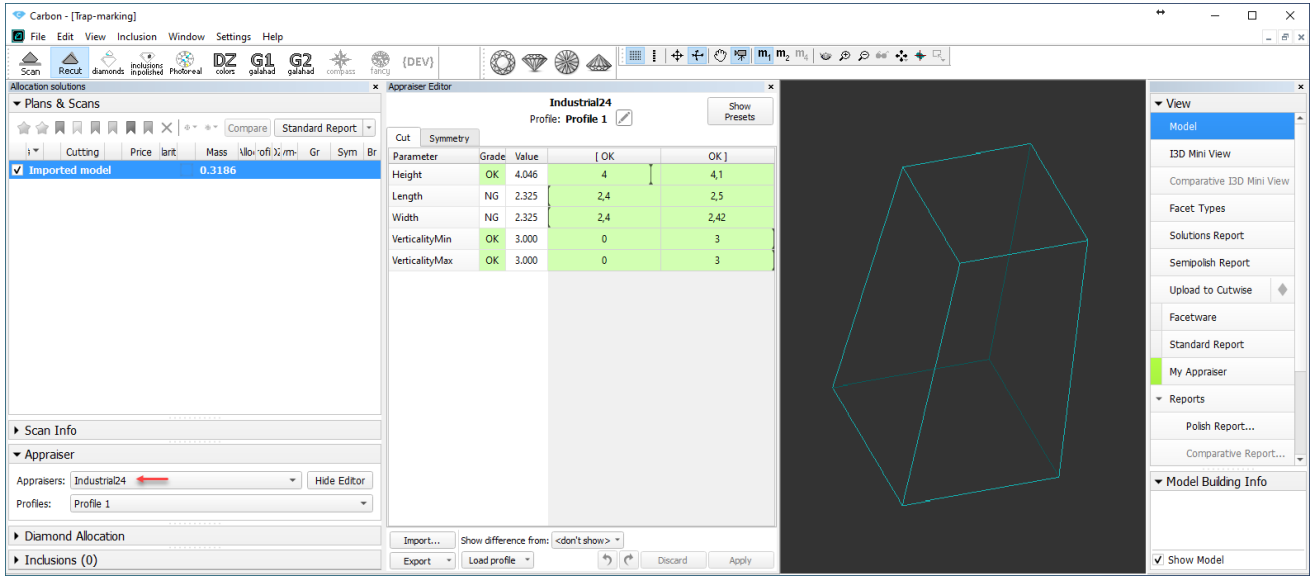 Carbon - [Trap-marking]
File Edit View Inclusion Window Settings Help
Scan Recut diamonds inclusions inpolished Photoreal DZ colors G1 galahad G2 galahad compass fancy {DEV}
m1 m2 m4
Allocation solutions
Plans & Scans
Compare Standard Report
Cutting Price larit Mass Gr Sym Br
Imported model 0.3186
Scan Info
Appraiser
Appraisers: Industrial24 Hide Editor
Profiles: Profile 1
Diamond Allocation
Inclusions (0)
Appraiser Editor
Industrial24
Profile: Profile 1
Show Presets
Cut Symmetry
Parameter Grade Value [ OK OK ]
Height OK 4.046 4 4,1
Length NG 2.325 2,4 2,5
Width NG 2.325 2,4 2,42
VerticalityMin OK 3.000 0 3
VerticalityMax OK 3.000 0 3
Import... Show difference from: <don't show>
Export Load profile Discard Apply
View
Model
I3D Mini View
Comparative I3D Mini View
Facet Types
Solutions Report
Semipolish Report
Upload to Cutwise
Facetware
Standard Report
My Appraiser
Reports
Polish Report...
Comparative Report...
Model Building Info
Show Model